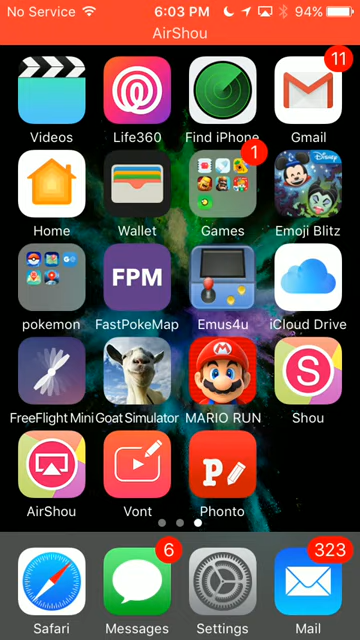 No Service 6:03 PM 94%
AirShou
11
Videos Life360 Find iPhone Gmail
1
Disney
Home Wallet Games Emoji Blitz
FPM
pokemon FastPokeMap Emus4u iCloud Drive
M
S
FreeFlight Mini Goat Simulator MARIO RUN Shou
P
AirShou Vont Phonto
6 323
Safari Messages Settings Mail